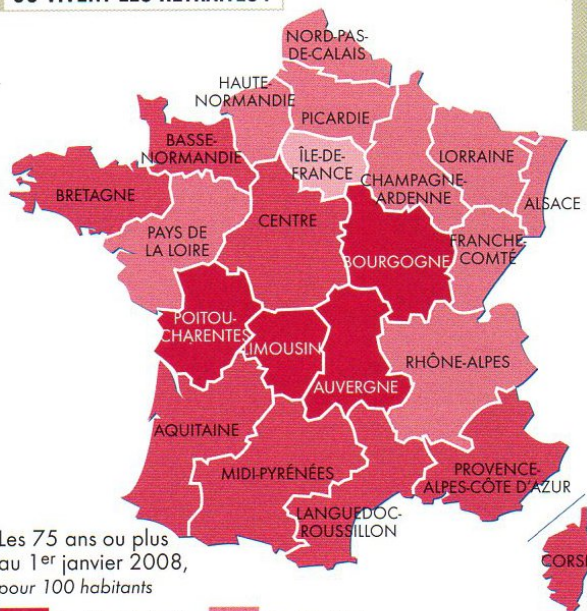 NORD-PAS-
DE-CALAIS
HAUTE-
NORMANDIE
PICARDIE
BASSE-
NORMANDIE
ÎLE-DE-
FRANCE
LORRAINE
CHAMPAGNE-
ARDENNE
ALSACE
BRETAGNE
PAYS DE
LA LOIRE
CENTRE
FRANCHE-
COMTÉ
BOURGOGNE
POITOU-
CHARENTES
LIMOUSIN
AUVERGNE
RHÔNE-ALPES
AQUITAINE
MIDI-PYRÉNÉES
PROVENCE-
ALPES-CÔTE D'AZUR
LANGUEDOC-
ROUSSILLON
Les 75 ans ou plus
au 1er janvier 2008,
pour 100 habitants
CORSE